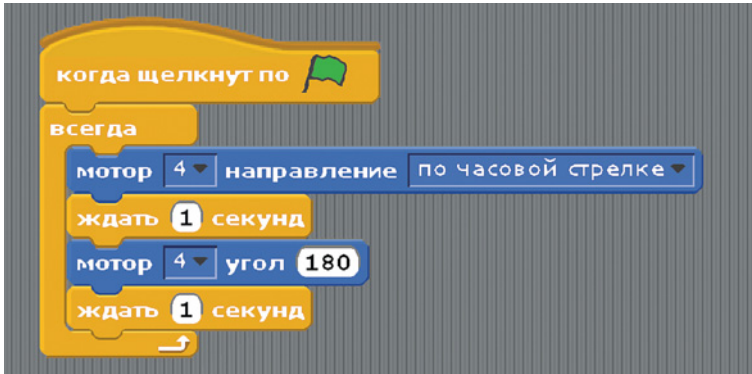 когда щелкнут по
всегда
мотор 4 направление по часовой стрелке
ждать 1 секунд
мотор 4 угол 180
ждать 1 секунд